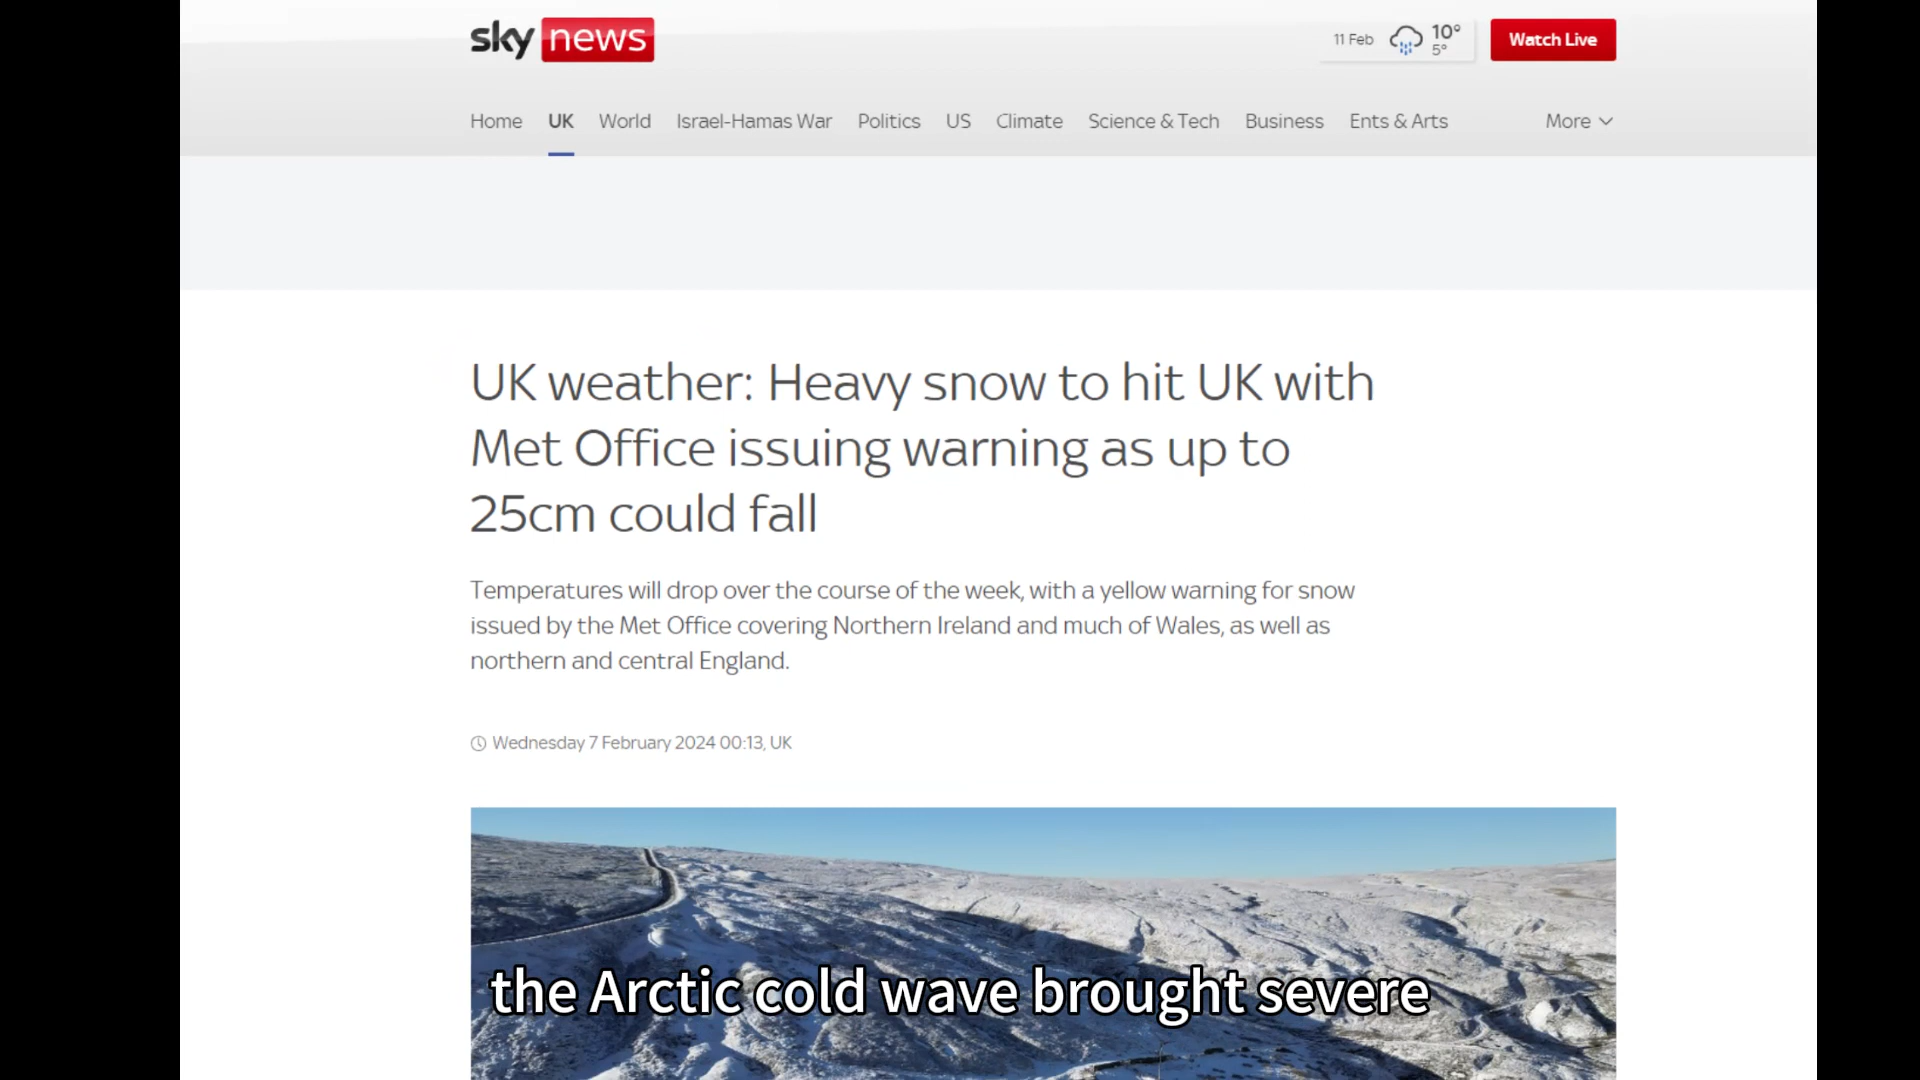 sky news
11 Feb
10°
5°
Watch Live
Home UK World Israel-Hamas War Politics US Climate Science & Tech Business Ents & Arts More
UK weather: Heavy snow to hit UK with
Met Office issuing warning as up to
25cm could fall
Temperatures will drop over the course of the week, with a yellow warning for snow
issued by the Met Office covering Northern Ireland and much of Wales, as well as
northern and central England.
Wednesday 7 February 2024 00:13, UK
the Arctic cold wave brought severe